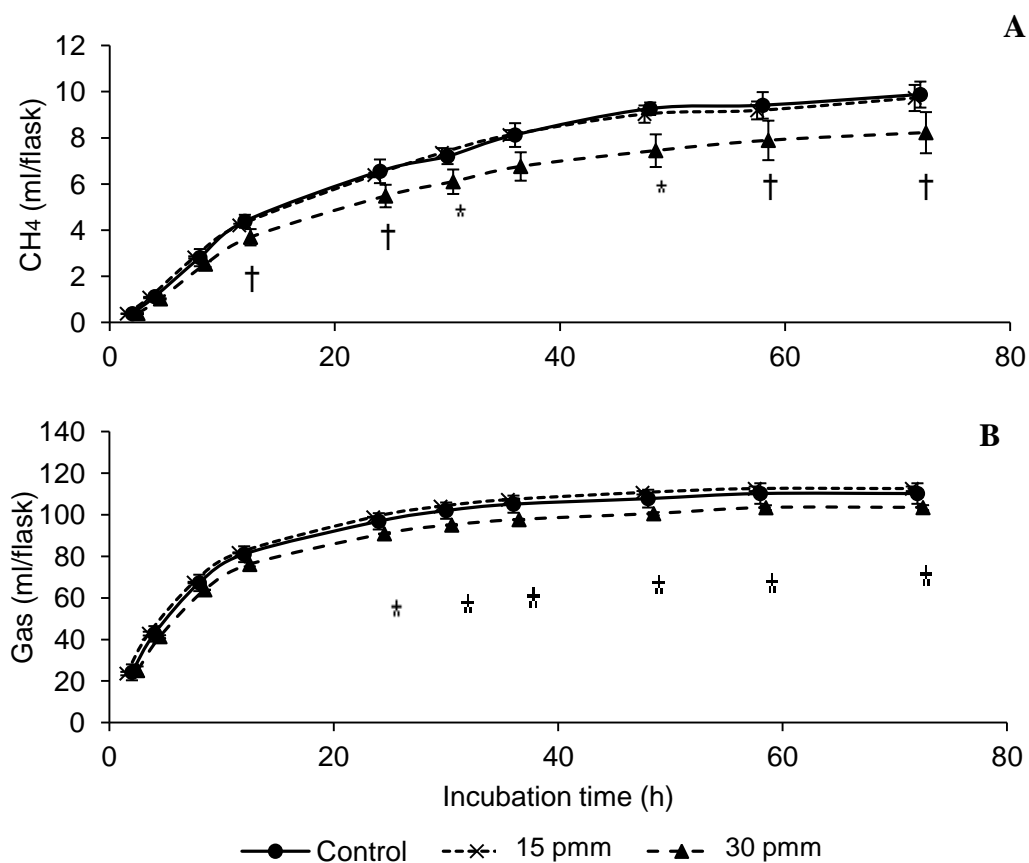 A
CH4 (ml/flask)
12
10
8
6
4
2
0
* *
† † † †
0 20 40 60 80
B
Gas (ml/flask)
140
120
100
80
60
40
20
0
* * * * * *
0 20 40 60 80
Incubation time (h)
Control 15 pmm 30 pmm